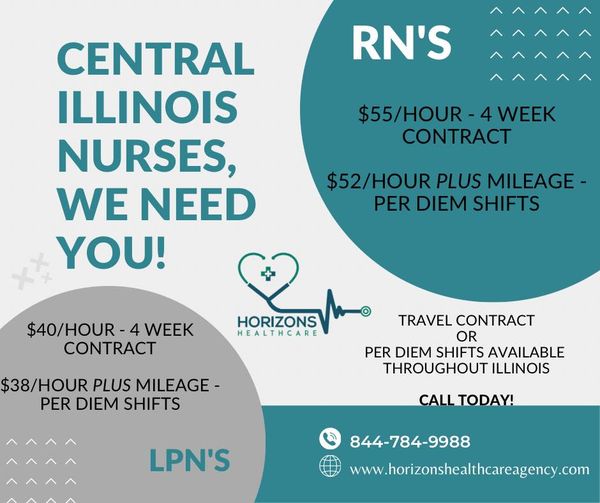 CENTRAL
ILLINOIS
NURSES,
WE NEED
YOU!
RN'S
$55/HOUR - 4 WEEK
CONTRACT
$52/HOUR PLUS MILEAGE -
PER DIEM SHIFTS
HORIZONS
HEALTHCARE
$40/HOUR - 4 WEEK
CONTRACT
$38/HOUR PLUS MILEAGE -
PER DIEM SHIFTS
LPN'S
TRAVEL CONTRACT
OR
PER DIEM SHIFTS AVAILABLE
THROUGHOUT ILLINOIS
CALL TODAY!
844-784-9988
www.horizonshealthcareagency.com